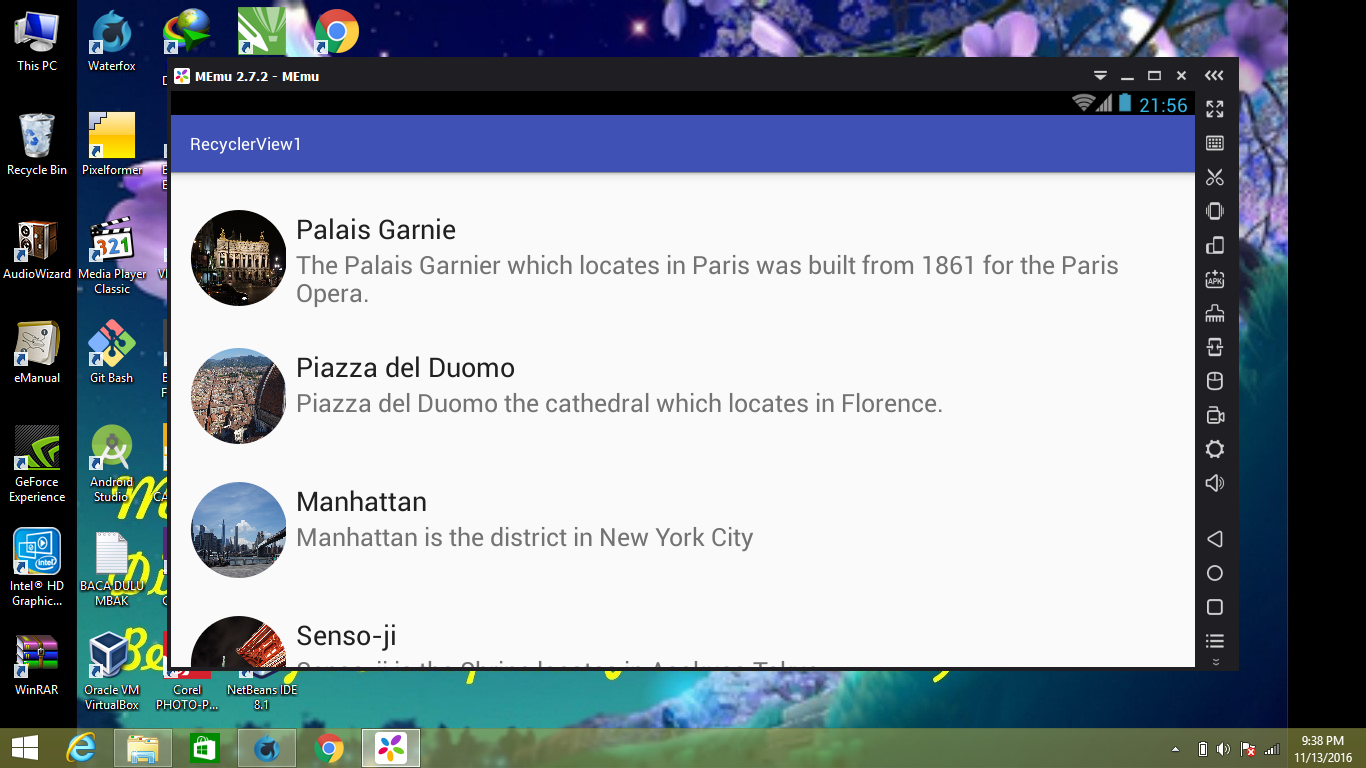 This PC
Waterfox
Recycle Bin
Pixelformer
AudioWizard
Media Player
Classic
eManual
Git Bash
GeForce
Experience
Android
Studio
Intel® HD
Graphic...
BACA DULU
MBAK
WinRAR
Oracle VM
VirtualBox
Corel
PHOTO-P...
NetBeans IDE
8.1
MEmu 2.7.2 - MEmu
21:56
RecyclerView1
Palais Garnie
The Palais Garnier which locates in Paris was built from 1861 for the Paris
Opera.
Piazza del Duomo
Piazza del Duomo the cathedral which locates in Florence.
Manhattan
Manhattan is the district in New York City
Senso-ji
APK
321
9:38 PM
11/13/2016